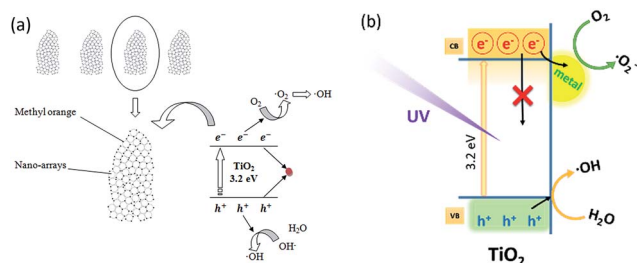 (a)
Methyl orange
Nano-arrays
O₂
·O₂⁻
·OH
e⁻ e⁻ e⁻
TiO₂
3.2 eV
h⁺ h⁺ h⁺
H₂O
OH⁻
·OH
(b)
CB
e⁻ e⁻ e⁻
O₂
·O₂⁻
metal
UV
3.2 eV
·OH
H₂O
VB
h⁺ h⁺ h⁺
TiO₂